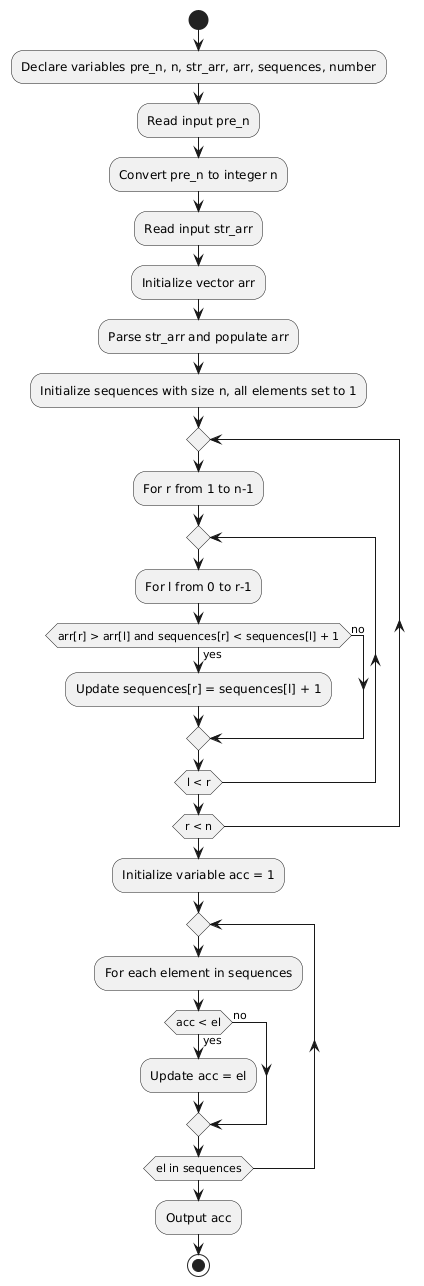 Declare variables pre_n, n, str_arr, arr, sequences, number
Read input pre_n
Convert pre_n to integer n
Read input str_arr
Initialize vector arr
Parse str_arr and populate arr
Initialize sequences with size n, all elements set to 1
For r from 1 to n-1
For l from 0 to r-1
arr[r] > arr[l] and sequences[r] < sequences[l] + 1
no
yes
Update sequences[r] = sequences[l] + 1
l < r
r < n
Initialize variable acc = 1
For each element in sequences
acc < el
no
yes
Update acc = el
el in sequences
Output acc